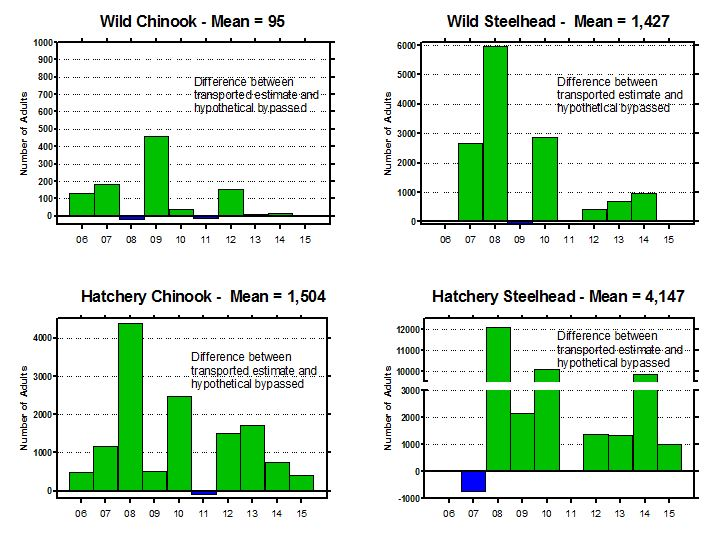 Wild Chinook - Mean = 95
1000
900
800
700
600
500
400
300
200
100
0
Number of Adults
Difference between
transported estimate and
hypothetical bypassed
06 07 08 09 10 11 12 13 14 15
Wild Steelhead - Mean = 1,427
6000
5000
4000
3000
2000
1000
0
Number of Adults
Difference between
transported estimate and
hypothetical bypassed
06 07 08 09 10 11 12 13 14 15
Hatchery Chinook - Mean = 1,504
4000
3000
2000
1000
0
Number of Adults
Difference between
transported estimate and
hypothetical bypassed
06 07 08 09 10 11 12 13 14 15
Hatchery Steelhead - Mean = 4,147
12000
11000
10000
3000
2000
1000
0
-1000
Number of Adults
Difference between
transported estimate and
hypothetical bypassed
06 07 08 09 10 11 12 13 14 15